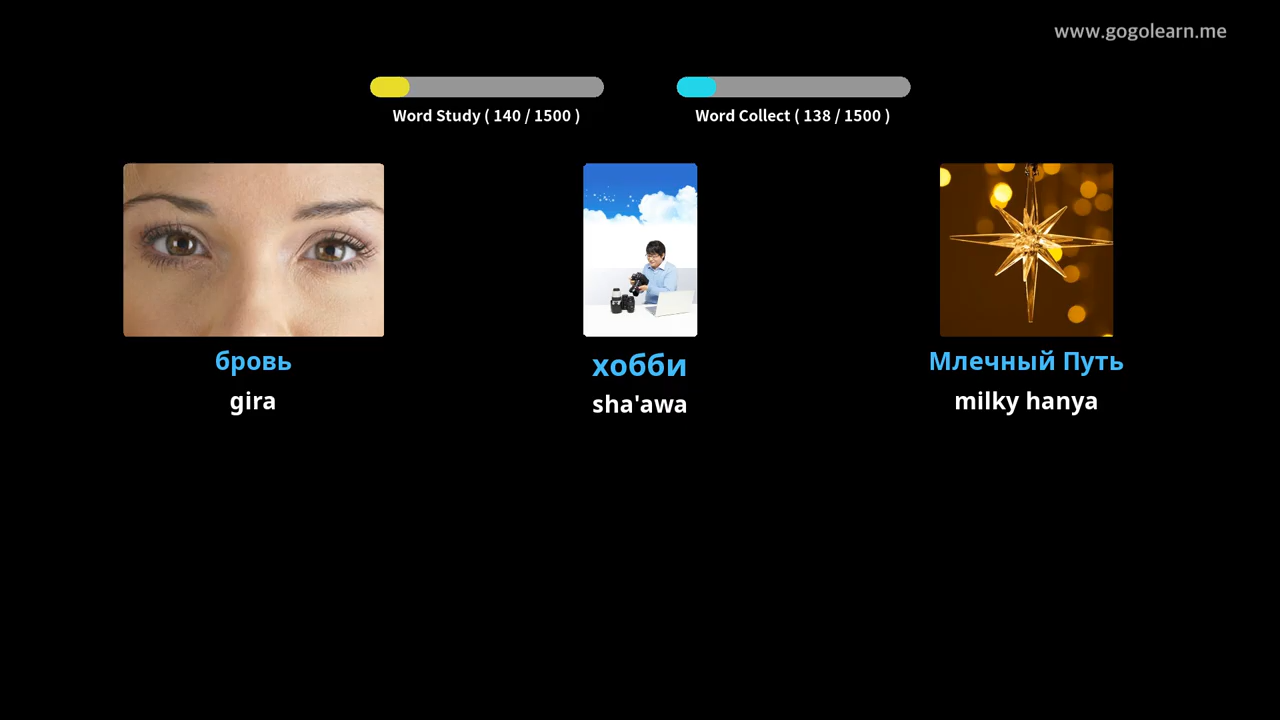 www.gogolearn.me
Word Study ( 140 / 1500 )
Word Collect ( 138 / 1500 )
бровь
хобби
Млечный Путь
gira
sha'awa
milky hanya